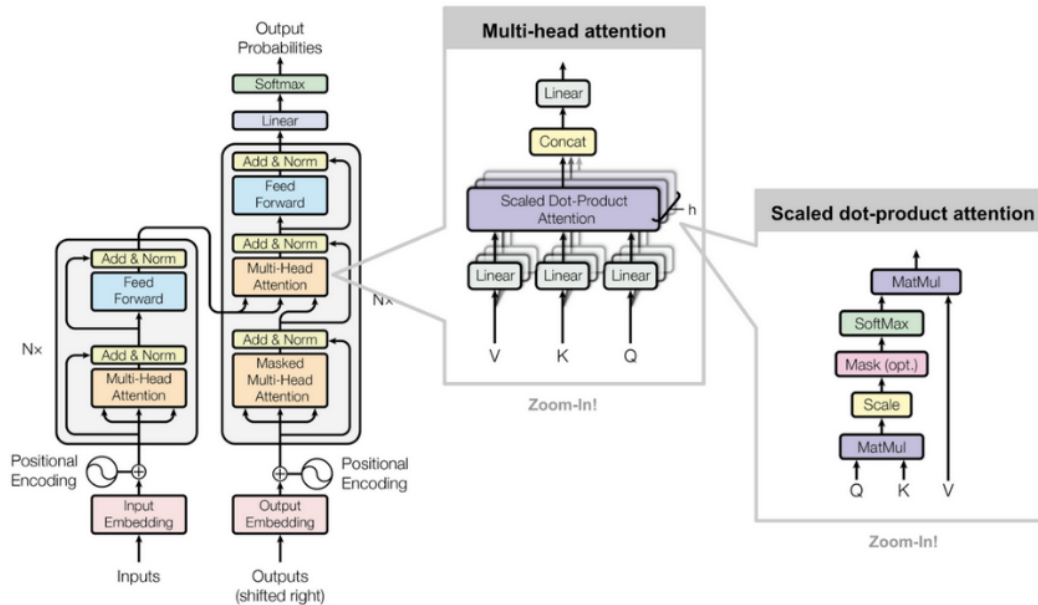 Output
Probabilities
Softmax
Linear
Add & Norm
Feed
Forward
Add & Norm
Multi-Head
Attention
Nx
Add & Norm
Masked
Multi-Head
Attention
Positional
Encoding
Output
Embedding
Outputs
(shifted right)
Add & Norm
Feed
Forward
Nx
Add & Norm
Multi-Head
Attention
Positional
Encoding
Input
Embedding
Inputs
Multi-head attention
Linear
Concat
Scaled Dot-Product
Attention
h
Linear
Linear
Linear
V
K
Q
Zoom-In!
Scaled dot-product attention
MatMul
SoftMax
Mask (opt.)
Scale
MatMul
Q
K
V
Zoom-In!